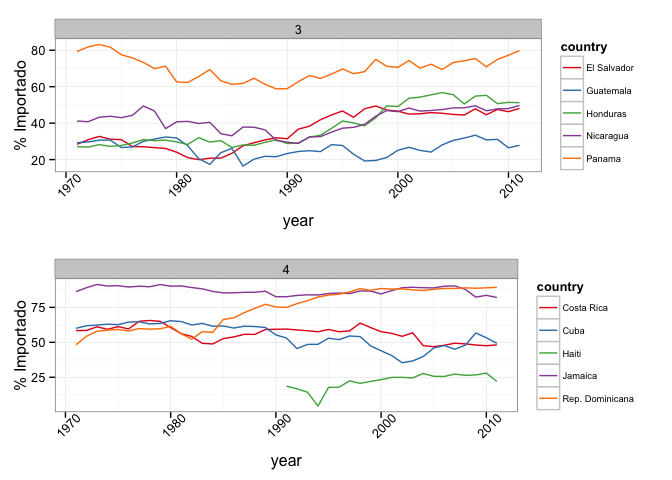 3
% Importado
80
60
40
20
1970
1980
1990
2000
2010
year
country
El Salvador
Guatemala
Honduras
Nicaragua
Panama
4
% Importado
75
50
25
1970
1980
1990
2000
2010
year
country
Costa Rica
Cuba
Haiti
Jamaica
Rep. Dominicana